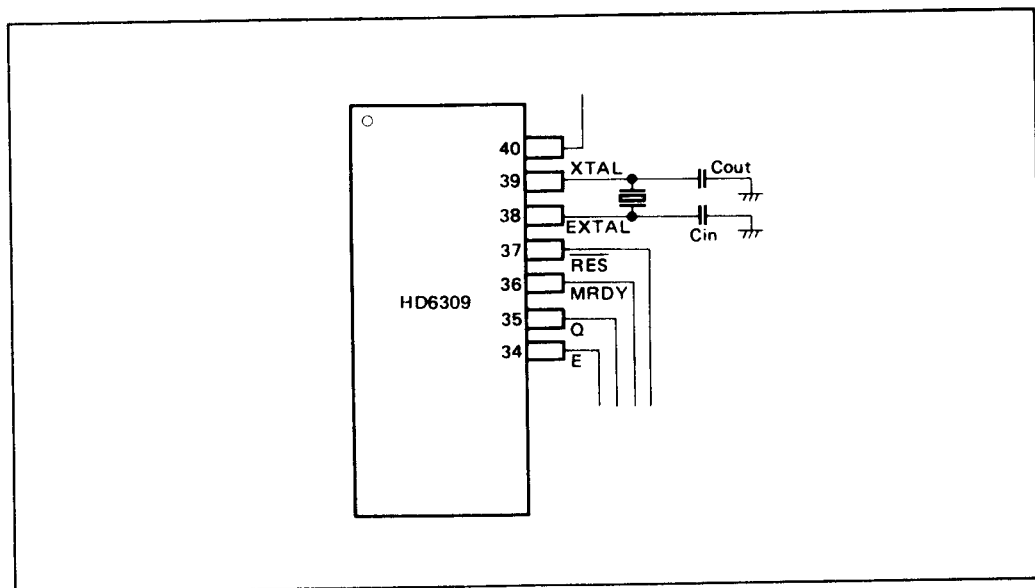 40
39 XTAL Cout
38 EXTAL Cin
37 RES
36 MRDY
HD6309
35 Q
34 E